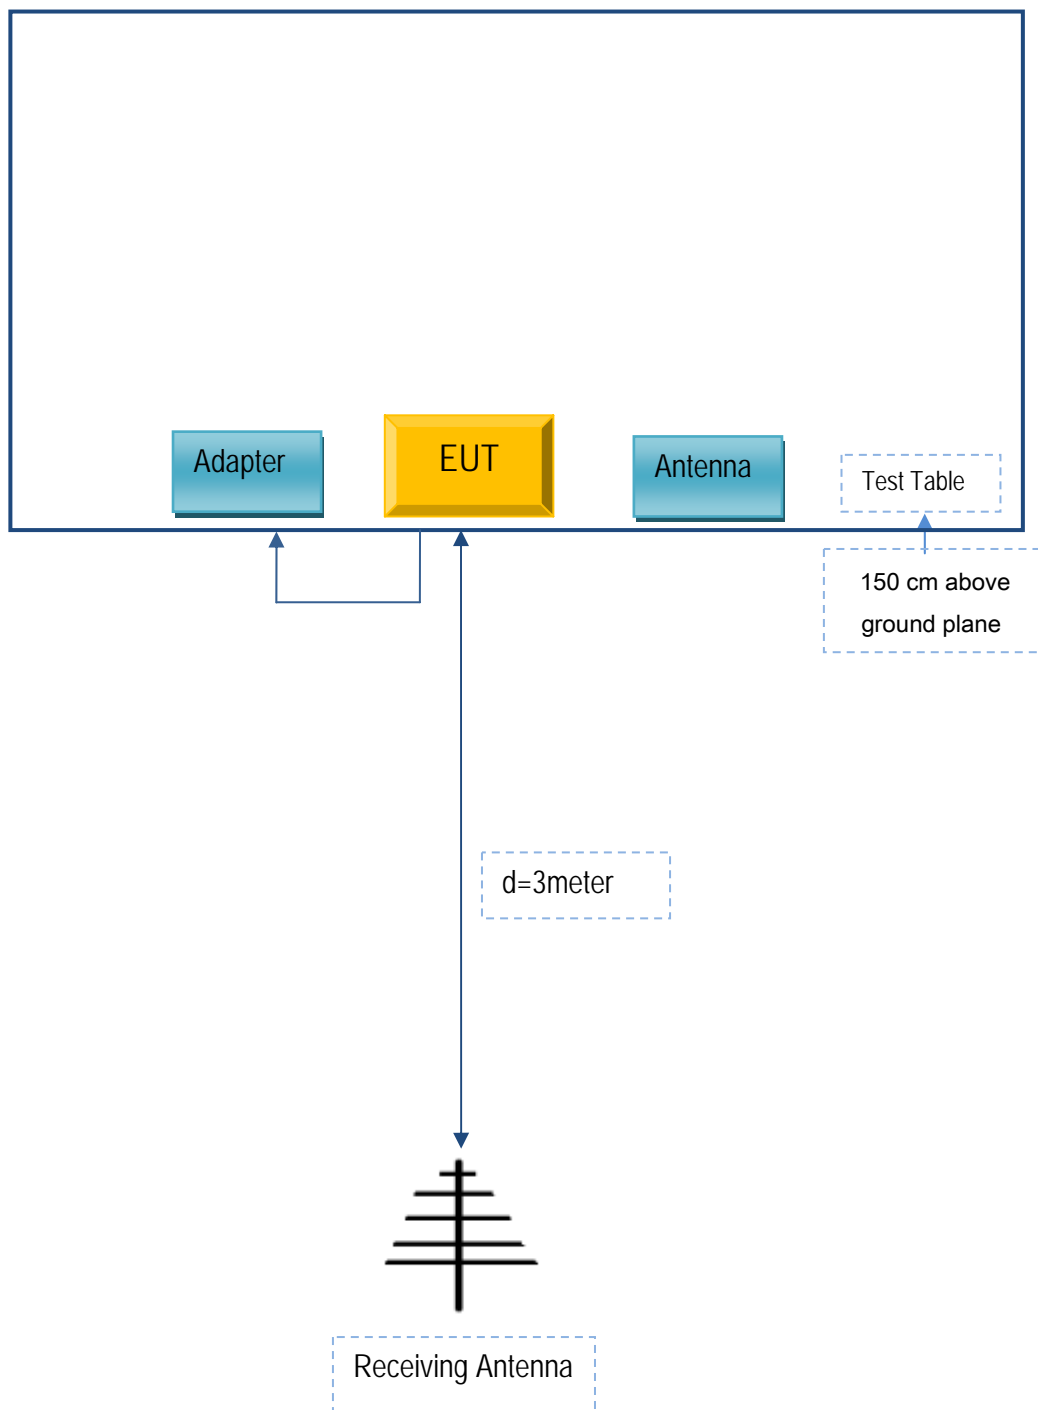 Adapter
EUT
Antenna
Test Table
150 cm above
ground plane
d=3meter
Receiving Antenna